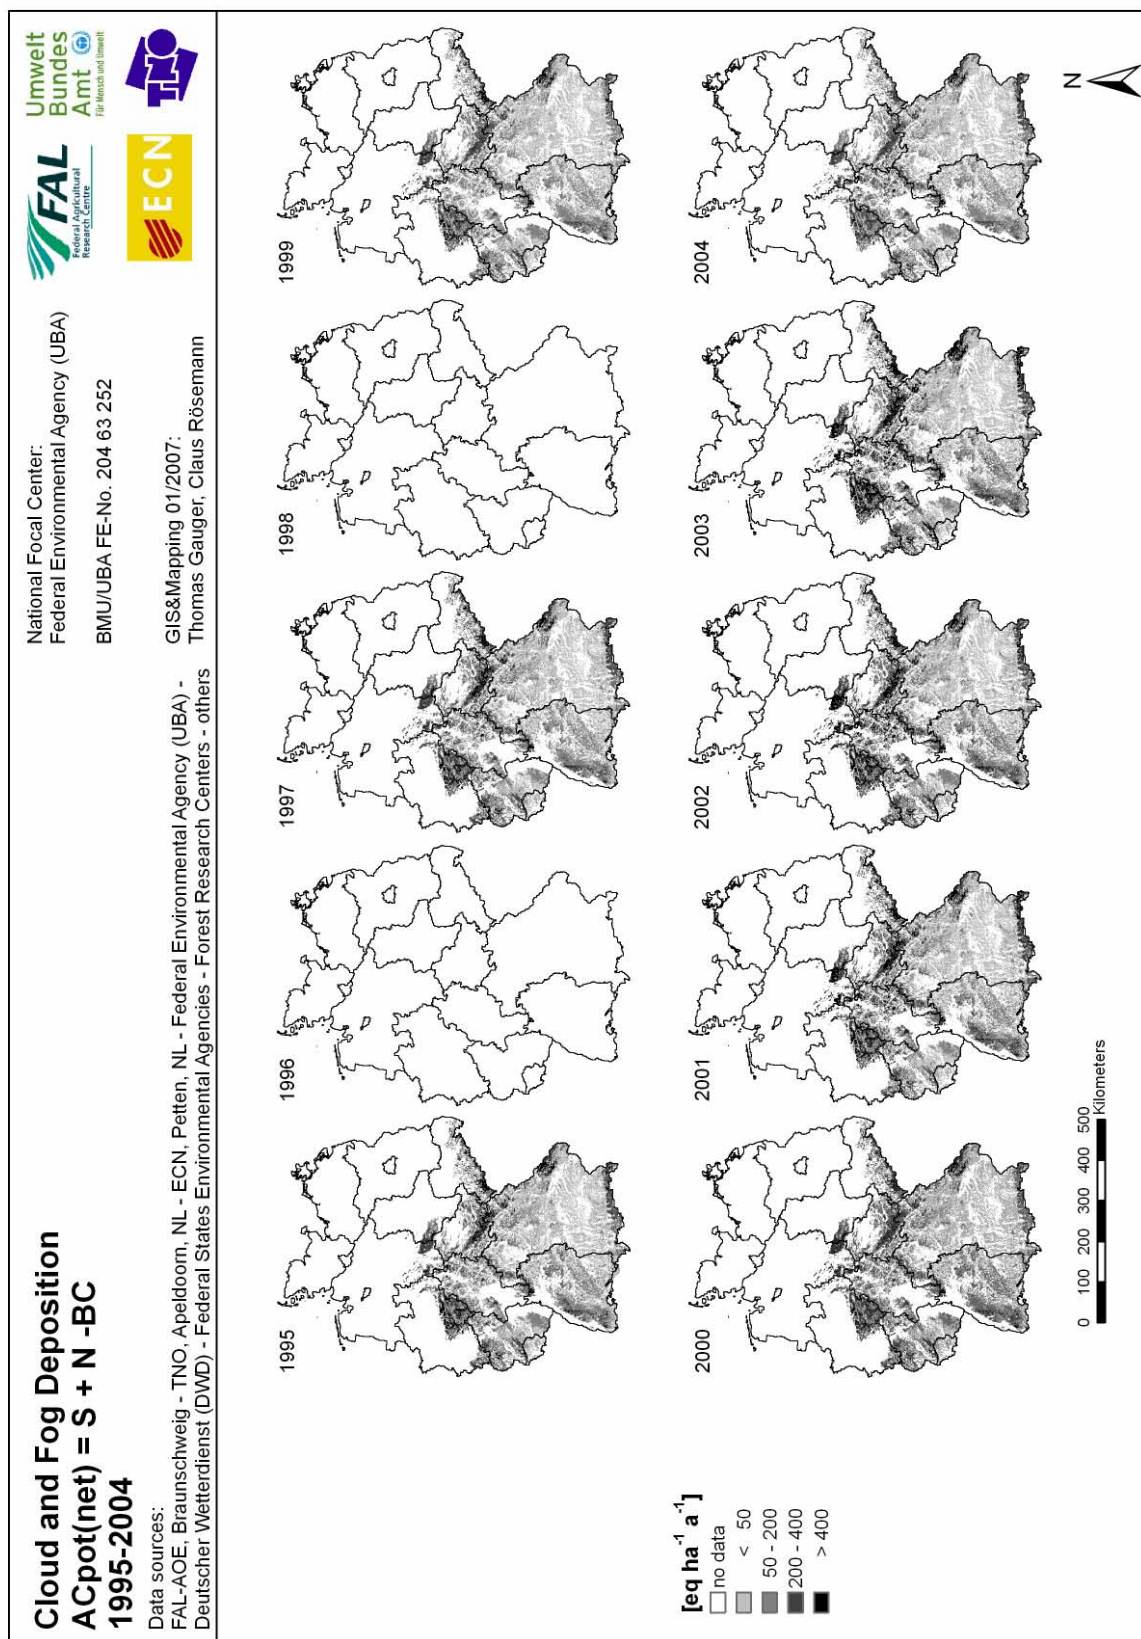 Cloud and Fog Deposition
ACpot(net) = S + N -BC
1995-2004
Data sources:
FAL-AOE, Braunschweig - TNO, Apeldoorn, NL - ECN, Petten, NL - Federal Environmental Agency (UBA) -
Deutscher Wetterdienst (DWD) - Federal States Environmental Agencies - Forest Research Centers - others
National Focal Center:
Federal Environmental Agency (UBA)
BMU/UBA FE-No. 204 63 252
GIS&Mapping 01/2007:
Thomas Gauger, Claus Rösemann
FAL
Federal Agricultural
Research Centre
Umwelt
Bundes
Amt
Für Mensch und Umwelt
ECN
TNO
1995
1996
1997
1998
1999
[eq ha⁻¹ a⁻¹]
no data
< 50
50 - 200
200 - 400
> 400
2000
2001
2002
2003
2004
0 100 200 300 400 500
Kilometers
N